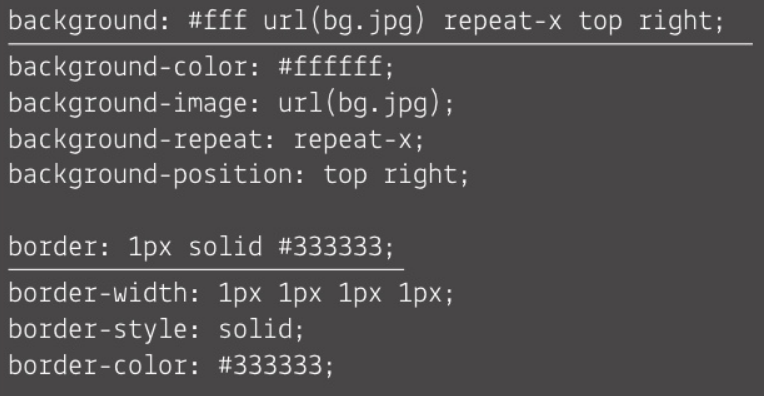 background: #fff url(bg.jpg) repeat-x top right;
background-color: #ffffff;
background-image: url(bg.jpg);
background-repeat: repeat-x;
background-position: top right;
border: 1px solid #333333;
border-width: 1px 1px 1px 1px;
border-style: solid;
border-color: #333333;